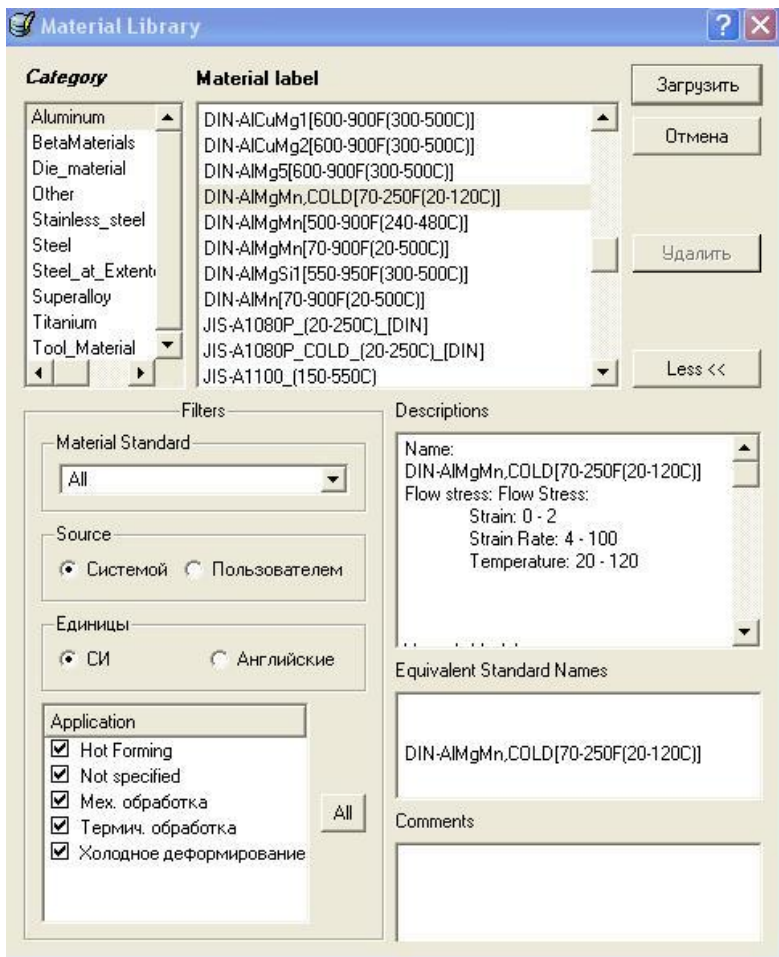 Material Library
Category
Material label
Загрузить
Отмена
Удалить
Less <<
Aluminum
BetaMaterials
Die_material
Other
Stainless_steel
Steel
Steel_at_Extent
Superalloy
Titanium
Tool_Material
DIN-AlCuMg1[600-900F(300-500C)]
DIN-AlCuMg2[600-900F(300-500C)]
DIN-AlMg5[600-900F(300-500C)]
DIN-AlMgMn,COLD[70-250F(20-120C)]
DIN-AlMgMn[500-900F(240-480C)]
DIN-AlMgMn[70-900F(20-500C)]
DIN-AlMgSi1[550-950F(300-500C)]
DIN-AlMn[70-900F(20-500C)]
JIS-A1080P_(20-250C)_[DIN]
JIS-A1080P_COLD_(20-250C)_[DIN]
JIS-A1100_(150-550C)
Filters
Material Standard
All
Source
Системой
Пользователем
Единицы
СИ
Английские
Application
Hot Forming
Not specified
Мех. обработка
Термич. обработка
Холодное деформирование
All
Descriptions
Name:
DIN-AlMgMn,COLD[70-250F(20-120C)]
Flow stress: Flow Stress:
Strain: 0 - 2
Strain Rate: 4 - 100
Temperature: 20 - 120
Equivalent Standard Names
DIN-AlMgMn,COLD[70-250F(20-120C)]
Comments